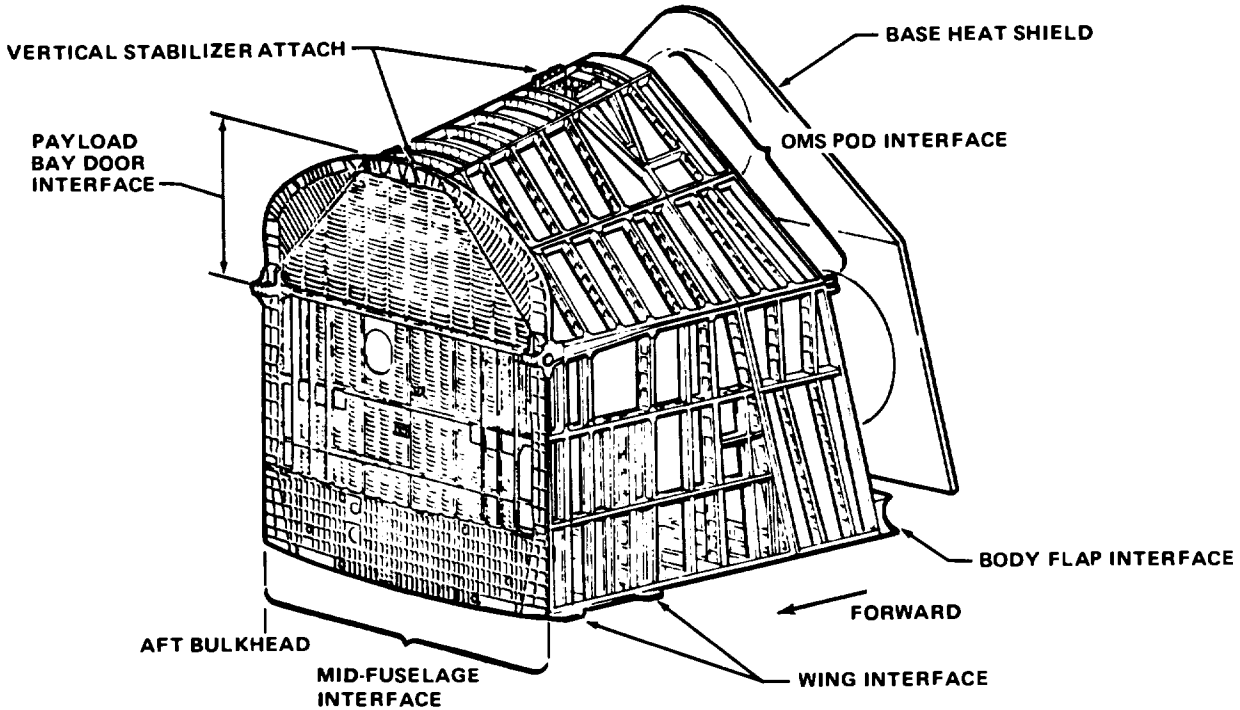 VERTICAL STABILIZER ATTACH
BASE HEAT SHIELD
PAYLOAD
BAY DOOR
INTERFACE
OMS POD INTERFACE
BODY FLAP INTERFACE
FORWARD
AFT BULKHEAD
MID-FUSELAGE
INTERFACE
WING INTERFACE